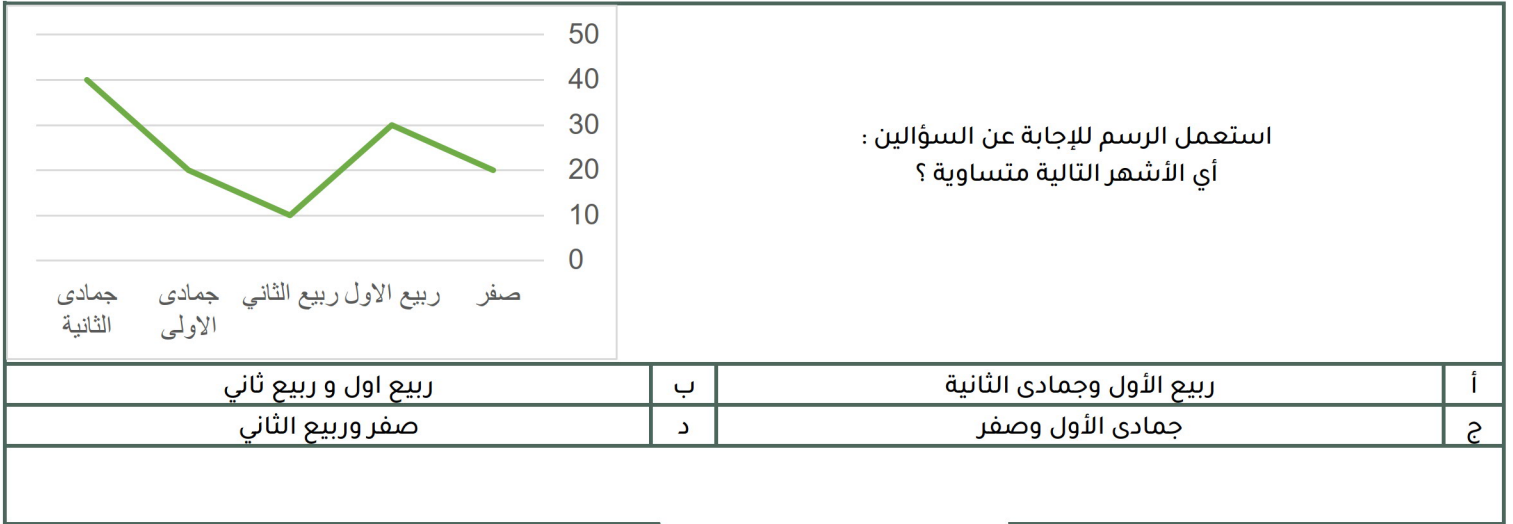 استعمل الرسم للإجابة عن السؤالين :
أي الأشهر التالية متساوية ؟
50
40
30
20
10
0
صفر
ربيع الاول
ربيع الثاني
جمادى
الاولى
جمادى
الثانية
أ
ربيع الأول وجمادى الثانية
ب
ربيع اول و ربيع ثاني
ج
جمادى الأول وصفر
د
صفر وربيع الثاني